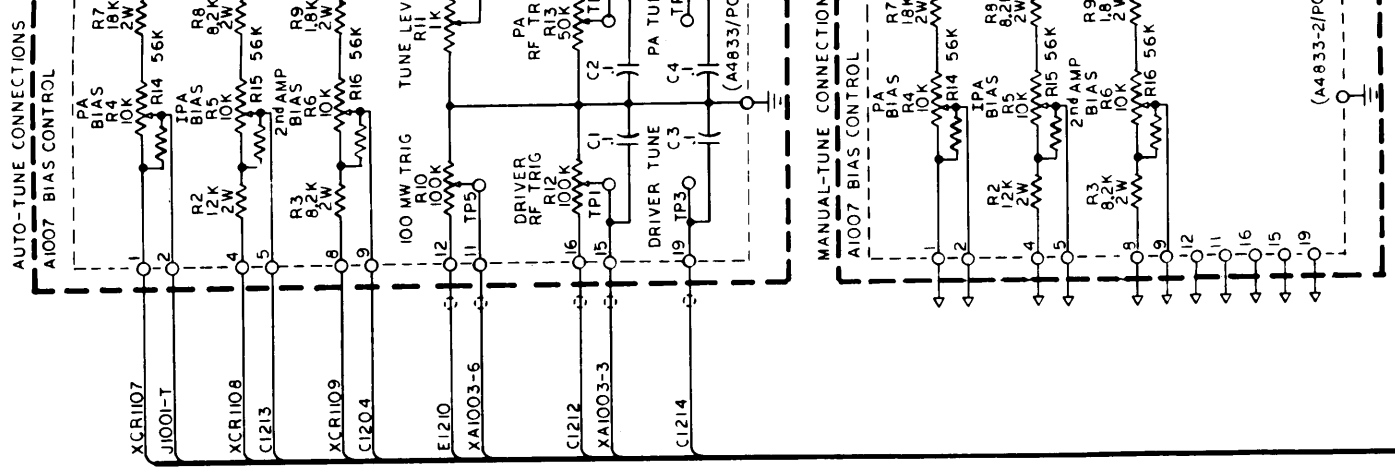 AUTO-TUNE CONNECTIONS
A1007 BIAS CONTROL
R7
18K
2W
56K
R14
PA
BIAS
R4
10K
1
2
XCR1107
J1001-T
R8
8.2K
2W
56K
R15
IPA
BIAS
R5
10K
R2
12K
2W
4
5
XCR1108
C1213
R9
1.8K
2W
56K
R16
2nd AMP
BIAS
R6
10K
R3
8.2K
2W
8
9
XCR1109
C1204
TUNE LEV
R11
1K
100 MW TRIG
R10
100K
TP5
12
11
E1210
XA1003-6
PA
RF TR
R13
50K
DRIVER
RF TRIG
R12
100K
TP1
C2
.1
C1
.1
16
15
C1212
XA1003-3
PA TUN
C4
.1
C3
.1
DRIVER TUNE
TP3
19
C1214
(A4833/PC
MANUAL-TUNE CONNECTION
A1007 BIAS CONTROL
R7
18K
2W
56K
R14
PA
BIAS
R4
10K
1
2
R8
8.2K
2W
56K
R15
IPA
BIAS
R5
10K
R2
12K
2W
4
5
R9
1.8
2W
56K
R16
2nd AMP
BIAS
R6
10K
R3
8.2K
2W
8
9
12
11
16
15
19
(A4833-2/PC